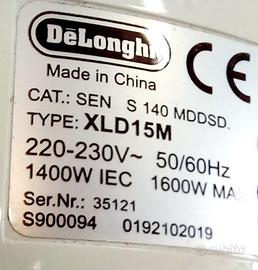 DeLonghi
CE
Made in China
CAT.: SEN S 140 MDDSD.
TYPE: XLD15M
220-230V~ 50/60Hz
1400W IEC 1600W MAX
Ser.Nr.: 35121
S900094 0192102019
subito